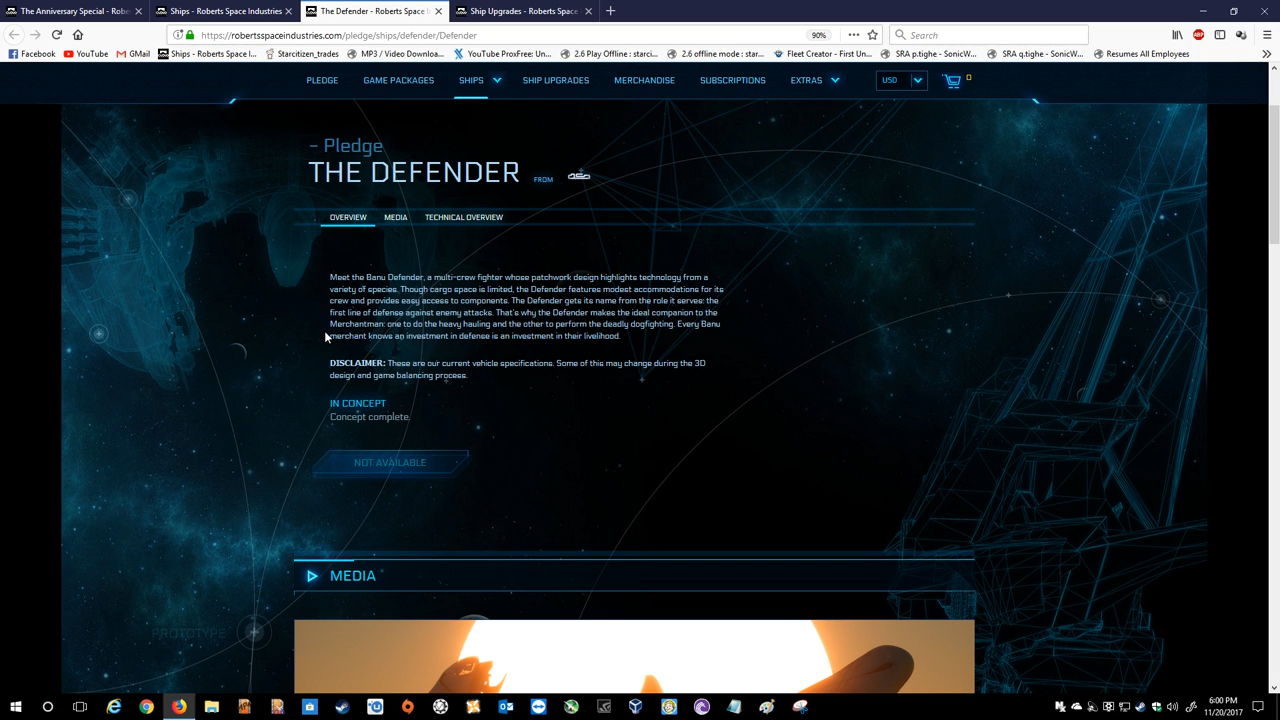 The Anniversary Special - Robe
Ships - Roberts Space Industries
The Defender - Roberts Space I
Ship Upgrades - Roberts Space
https://robertsspaceindustries.com/pledge/ships/defender/Defender
90%
Search
Facebook
YouTube
GMail
Ships - Roberts Space I...
Starcitizen_trades
MP3 / Video Downloa...
YouTube ProxFree: Un...
2.6 Play Offline : starci...
2.6 offline mode : star...
Fleet Creator - First Un...
SRA p.tighe - SonicW...
SRA q.tighe - SonicW...
Resumes All Employees
PLEDGE
GAME PACKAGES
SHIPS
SHIP UPGRADES
MERCHANDISE
SUBSCRIPTIONS
EXTRAS
USD
0
– Pledge
THE DEFENDER FROM
OVERVIEW
MEDIA
TECHNICAL OVERVIEW
Meet the Banu Defender, a multi-crew fighter whose patchwork design highlights technology from a
variety of species. Though cargo space is limited, the Defender features modest accommodations for its
crew and provides easy access to components. The Defender gets its name from the role it serves: the
first line of defense against enemy attacks. That's why the Defender makes the ideal companion to the
Merchantman: one to do the heavy hauling and the other to perform the deadly dogfighting. Every Banu
merchant knows an investment in defense is an investment in their livelihood.
DISCLAIMER: These are our current vehicle specifications. Some of this may change during the 3D
design and game balancing process.
IN CONCEPT
Concept complete.
NOT AVAILABLE
MEDIA
PROTOTYPE
6:00 PM
11/20/2017